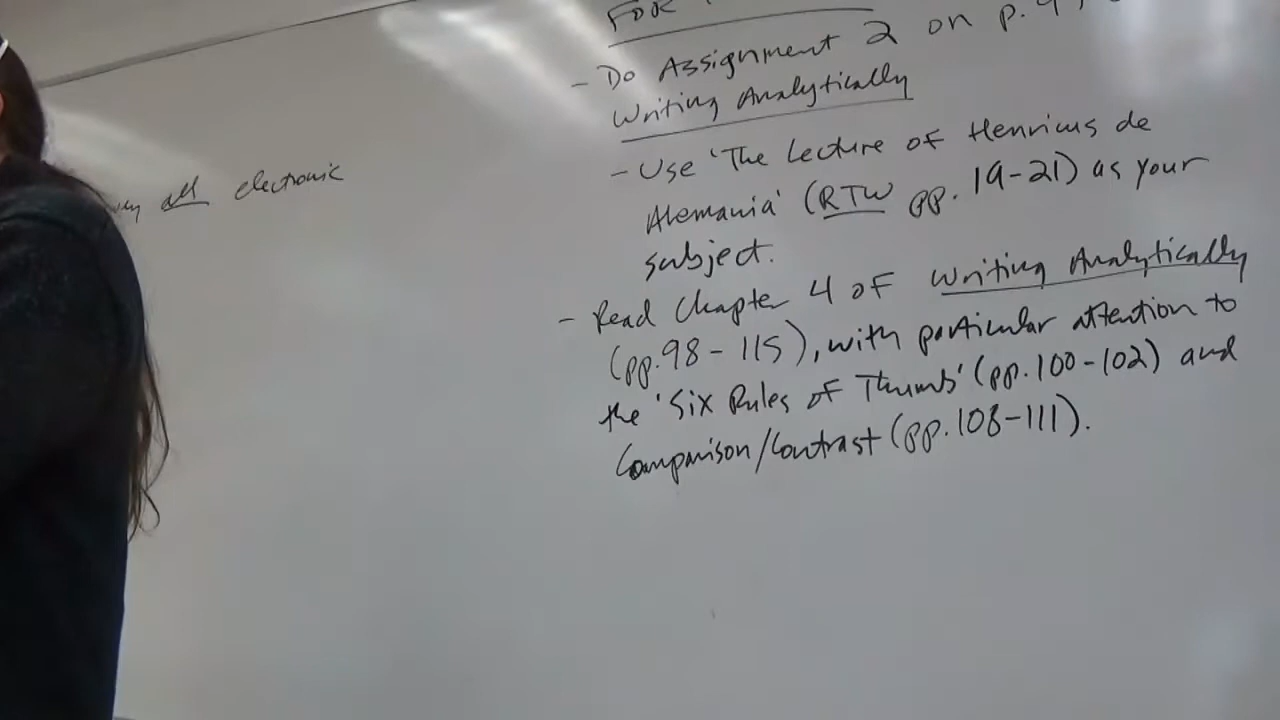 FOR
- Do Assignment 2 on p. 9
Writing Analytically
- Use 'The Lecture of Henricus de
Alemania' (RTW pp. 19-21) as your
subject.
- Read Chapter 4 of Writing Analytically
(pp. 98-115), with particular attention to
the 'Six Rules of Thumb' (pp. 100-102) and
Comparison/Contrast (pp. 108-111).
all electronic